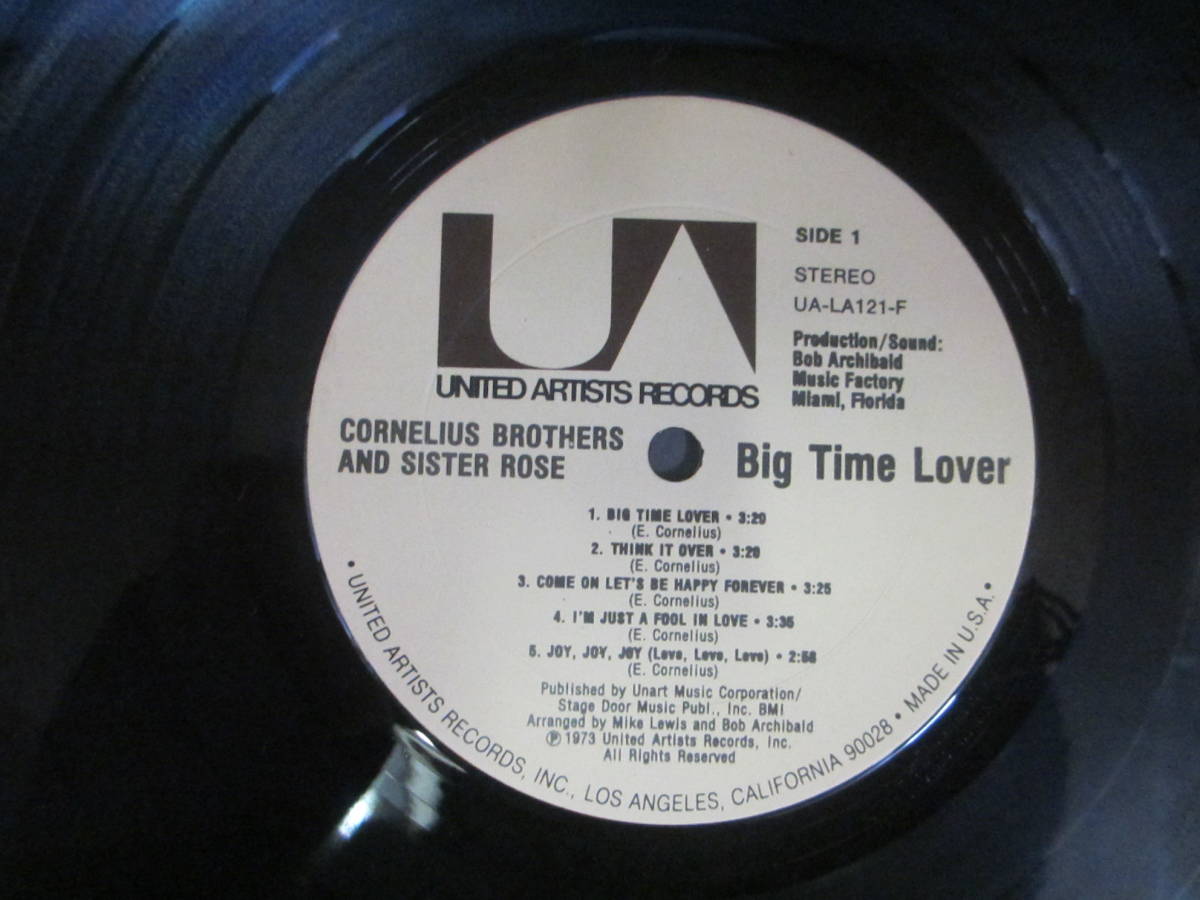 UA
UNITED ARTISTS RECORDS
SIDE 1
STEREO
UA-LA121-F
Production/Sound:
Bob Archibald
Music Factory
Miami, Florida
CORNELIUS BROTHERS
AND SISTER ROSE
Big Time Lover
1. BIG TIME LOVER • 3:29
(E. Cornelius)
2. THINK IT OVER • 3:29
(E. Cornelius)
3. COME ON LET'S BE HAPPY FOREVER • 3:25
(E. Cornelius)
4. I'M JUST A FOOL IN LOVE • 3:35
(E. Cornelius)
5. JOY, JOY, JOY (Love, Love, Love) • 2:58
(E. Cornelius)
Published by Unart Music Corporation/
Stage Door Music Publ., Inc. BMI
Arranged by Mike Lewis and Bob Archibald
℗ 1973 United Artists Records, Inc.
All Rights Reserved
• UNITED ARTISTS RECORDS, INC., LOS ANGELES, CALIFORNIA 90028 • MADE IN U.S.A. •